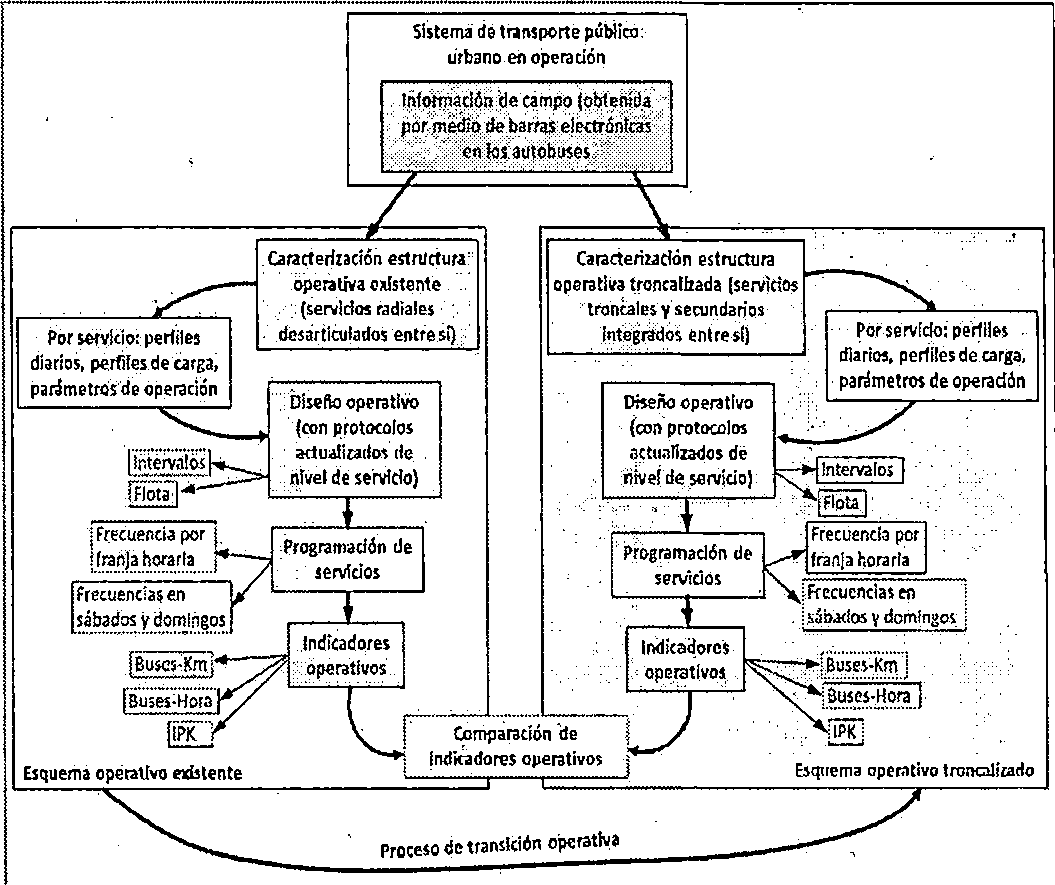 Sistema de transporte público:
urbano en operación
Información de campo (obtenida
por medio de barras electrónicas
en los autobuses
Caracterización estructura
operativa existente
(servicios radiales
desarticulados entre sí)
Por servicio: perfiles
diarios, perfiles de carga,
parámetros de operación
Diseño operativo
(con protocolos
actualizados de
nivel de servicio)
Intervalos
Flota
Programación de
servicios
Frecuencia por
franja horaria
Frecuencias en
sábados y domingos
Indicadores
operativos
Buses-Km
Buses-Hora
IPK
Esquema operativo existente
Caracterización estructura
operativa troncalizada (servicios
troncales y secundarios
integrados entre sí)
Por servicio: perfiles
diarios, perfiles de carga,
parámetros de operación
Diseño operativo
(con protocolos
actualizados de
nivel de servicio)
Intervalos
Flota
Programación de
servicios
Frecuencia por
franja horaria
Frecuencias en
sábados y domingos
Indicadores
operativos
Buses-Km
Buses-Hora
IPK
Esquema operativo troncalizado
Comparación de
indicadores operativos
Proceso de transición operativa